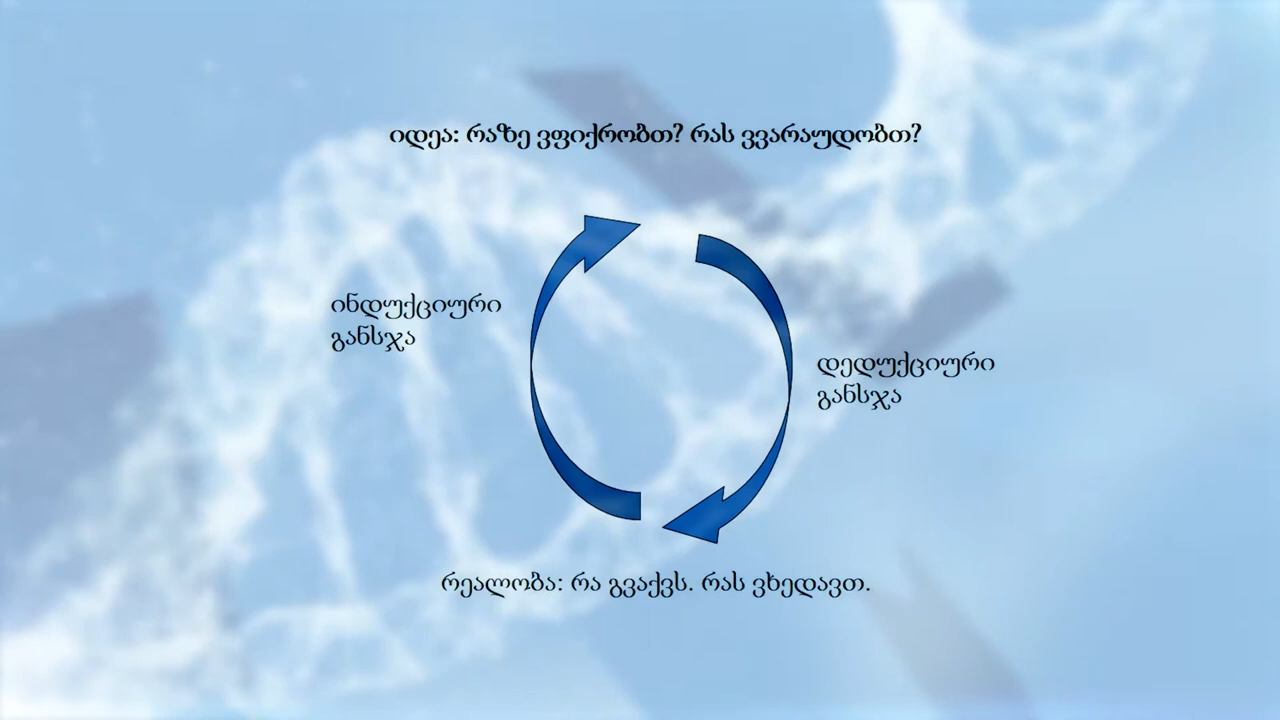 იდეა: რაზე ვფიქრობთ? რას ვვარაუდობთ?
ინდუქციური
განსჯა
დედუქციური
განსჯა
რეალობა: რა გვაქვს. რას ვხედავთ.